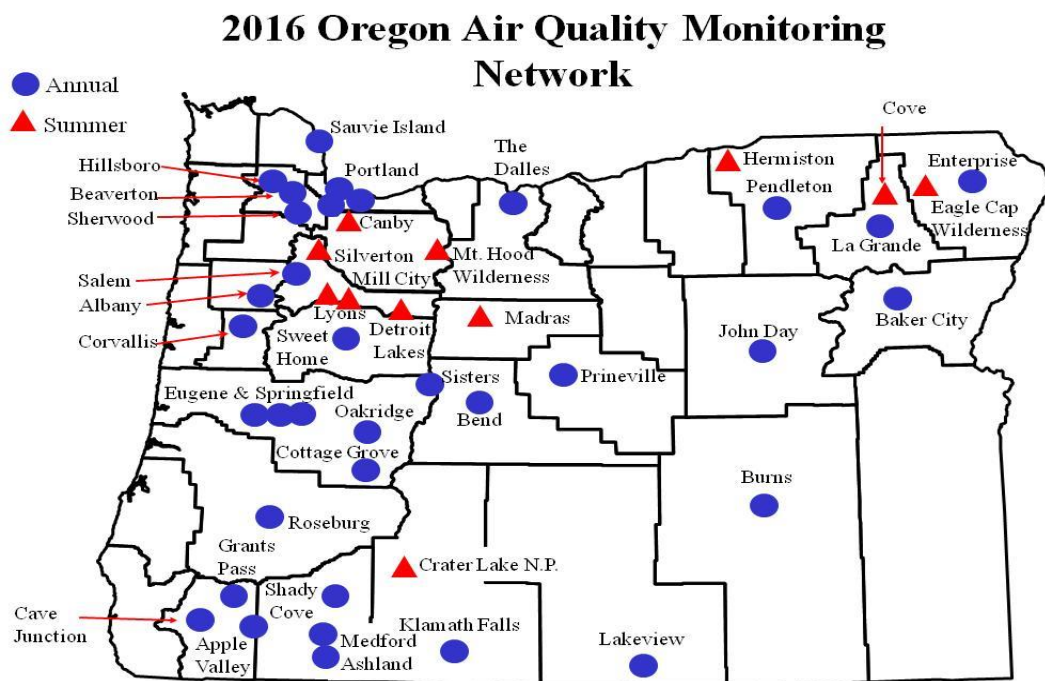 2016 Oregon Air Quality Monitoring
Network
Annual
Summer
Sauvie Island
Hillsboro
Portland
Beaverton
Sherwood
Canby
The
Dalles
Hermiston
Pendleton
Cove
Enterprise
Eagle Cap
Wilderness
La Grande
Silverton
Mt. Hood
Wilderness
Salem
Mill City
Albany
Lyons
Detroit
Lakes
Madras
Baker City
Corvallis
Sweet
Home
John Day
Sisters
Prineville
Eugene & Springfield
Oakridge
Bend
Cottage Grove
Burns
Roseburg
Grants
Pass
Crater Lake N.P.
Shady
Cove
Cave
Junction
Apple
Valley
Medford
Ashland
Klamath Falls
Lakeview